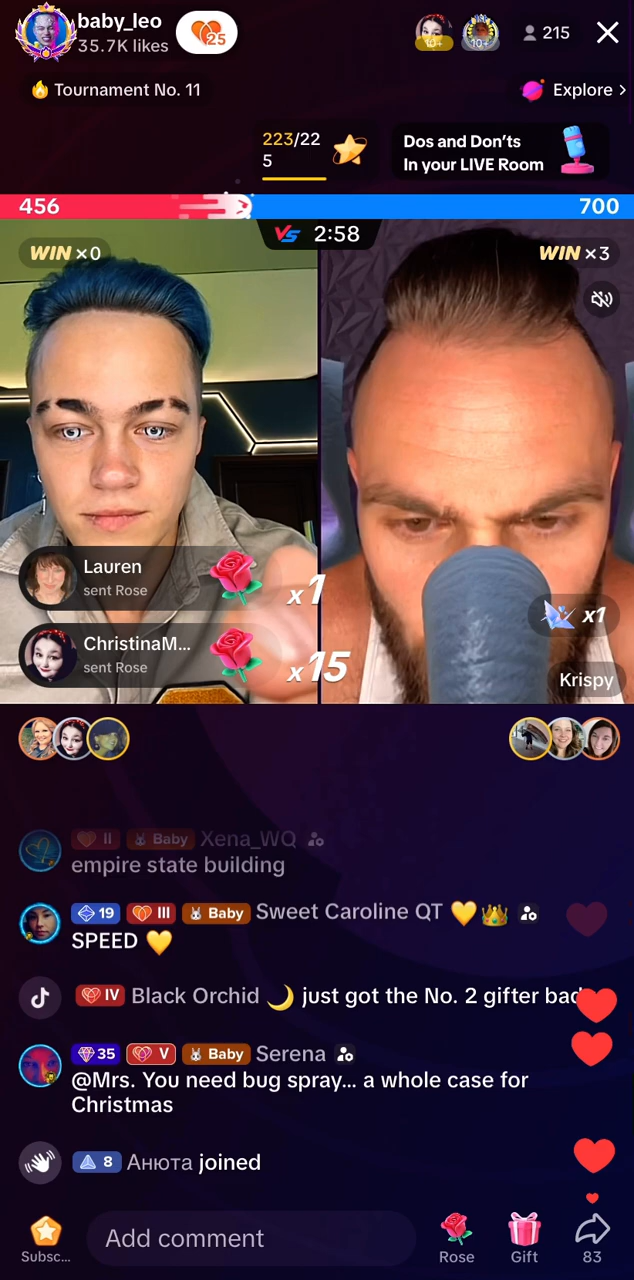 baby_leo
35.7K likes
25
10+
10+
215
Tournament No. 11
Explore >
223/22
5
Dos and Don'ts
In your LIVE Room
456
700
VS 2:58
WIN ×0
WIN ×3
Lauren
sent Rose
x1
ChristinaM...
sent Rose
x15
x1
Krispy
II Baby Xena_WQ
empire state building
19 III Baby Sweet Caroline QT 💛👑
SPEED 💛
IV Black Orchid 🌙 just got the No. 2 gifter bad
35 V Baby Serena
@Mrs. You need bug spray... a whole case for
Christmas
8 Анюта joined
Subsc...
Add comment
Rose
Gift
83